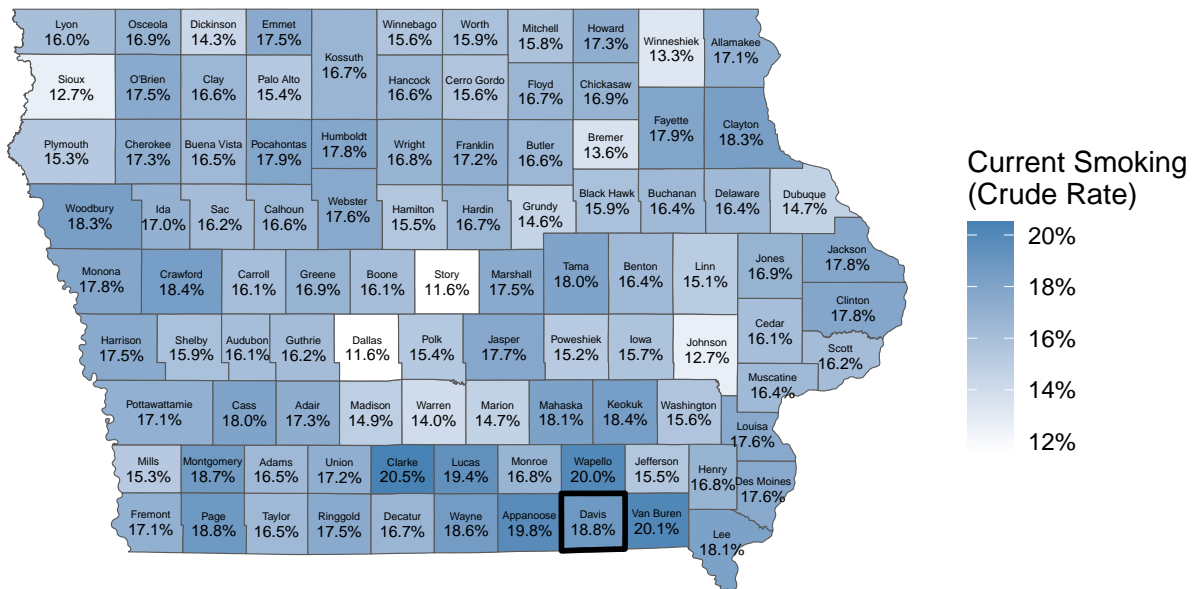 Lyon
16.0%
Osceola
16.9%
Dickinson
14.3%
Emmet
17.5%
Kossuth
16.7%
Winnebago
15.6%
Worth
15.9%
Mitchell
15.8%
Howard
17.3%
Winneshiek
13.3%
Allamakee
17.1%
Sioux
12.7%
O'Brien
17.5%
Clay
16.6%
Palo Alto
15.4%
Hancock
16.6%
Cerro Gordo
15.6%
Floyd
16.7%
Chickasaw
16.9%
Plymouth
15.3%
Cherokee
17.3%
Buena Vista
16.5%
Pocahontas
17.9%
Humboldt
17.8%
Wright
16.8%
Franklin
17.2%
Butler
16.6%
Bremer
13.6%
Fayette
17.9%
Clayton
18.3%
Woodbury
18.3%
Ida
17.0%
Sac
16.2%
Calhoun
16.6%
Webster
17.6%
Hamilton
15.5%
Hardin
16.7%
Grundy
14.6%
Black Hawk
15.9%
Buchanan
16.4%
Delaware
16.4%
Dubuque
14.7%
Monona
17.8%
Crawford
18.4%
Carroll
16.1%
Greene
16.9%
Boone
16.1%
Story
11.6%
Marshall
17.5%
Tama
18.0%
Benton
16.4%
Linn
15.1%
Jones
16.9%
Jackson
17.8%
Clinton
17.8%
Harrison
17.5%
Shelby
15.9%
Audubon
16.1%
Guthrie
16.2%
Dallas
11.6%
Polk
15.4%
Jasper
17.7%
Poweshiek
15.2%
Iowa
15.7%
Johnson
12.7%
Cedar
16.1%
Scott
16.2%
Muscatine
16.4%
Pottawattamie
17.1%
Cass
18.0%
Adair
17.3%
Madison
14.9%
Warren
14.0%
Marion
14.7%
Mahaska
18.1%
Keokuk
18.4%
Washington
15.6%
Louisa
17.6%
Mills
15.3%
Montgomery
18.7%
Adams
16.5%
Union
17.2%
Clarke
20.5%
Lucas
19.4%
Monroe
16.8%
Wapello
20.0%
Jefferson
15.5%
Henry
16.8%
Des Moines
17.6%
Fremont
17.1%
Page
18.8%
Taylor
16.5%
Ringgold
17.5%
Decatur
16.7%
Wayne
18.6%
Appanoose
19.8%
Davis
18.8%
Van Buren
20.1%
Lee
18.1%
Current Smoking
(Crude Rate)
20%
18%
16%
14%
12%